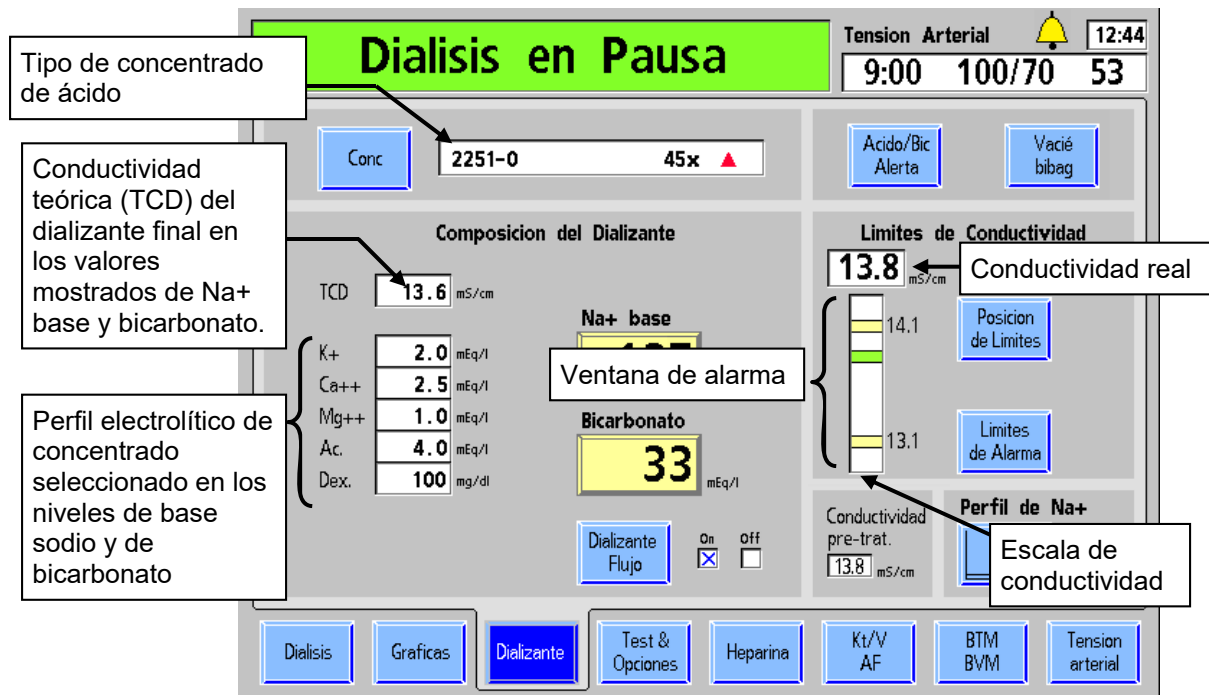 Dialisis en Pausa
Tension Arterial
12:44
9:00 100/70 53
Tipo de concentrado
de ácido
Conc
2251-0 45x
Acido/Bic
Alerta
Vacié
bibag
Conductividad
teórica (TCD) del
dializante final en
los valores
mostrados de Na+
base y bicarbonato.
Composicion del Dializante
TCD 13.6 mS/cm
K+ 2.0 mEq/l
Ca++ 2.5 mEq/l
Mg++ 1.0 mEq/l
Ac. 4.0 mEq/l
Dex. 100 mg/dl
Perfil electrolítico de
concentrado
seleccionado en los
niveles de base
sodio y de
bicarbonato
Na+ base
Ventana de alarma
Bicarbonato
33 mEq/l
Dializante
Flujo
On Off
Limites de Conductividad
13.8 mS/cm
Conductividad real
14.1
13.1
Posicion
de Limites
Limites
de Alarma
Conductividad
pre-trat.
13.8 mS/cm
Perfil de Na+
Escala de
conductividad
Dialisis
Graficas
Dializante
Test &
Opciones
Heparina
Kt/V
AF
BTM
BVM
Tension
arterial